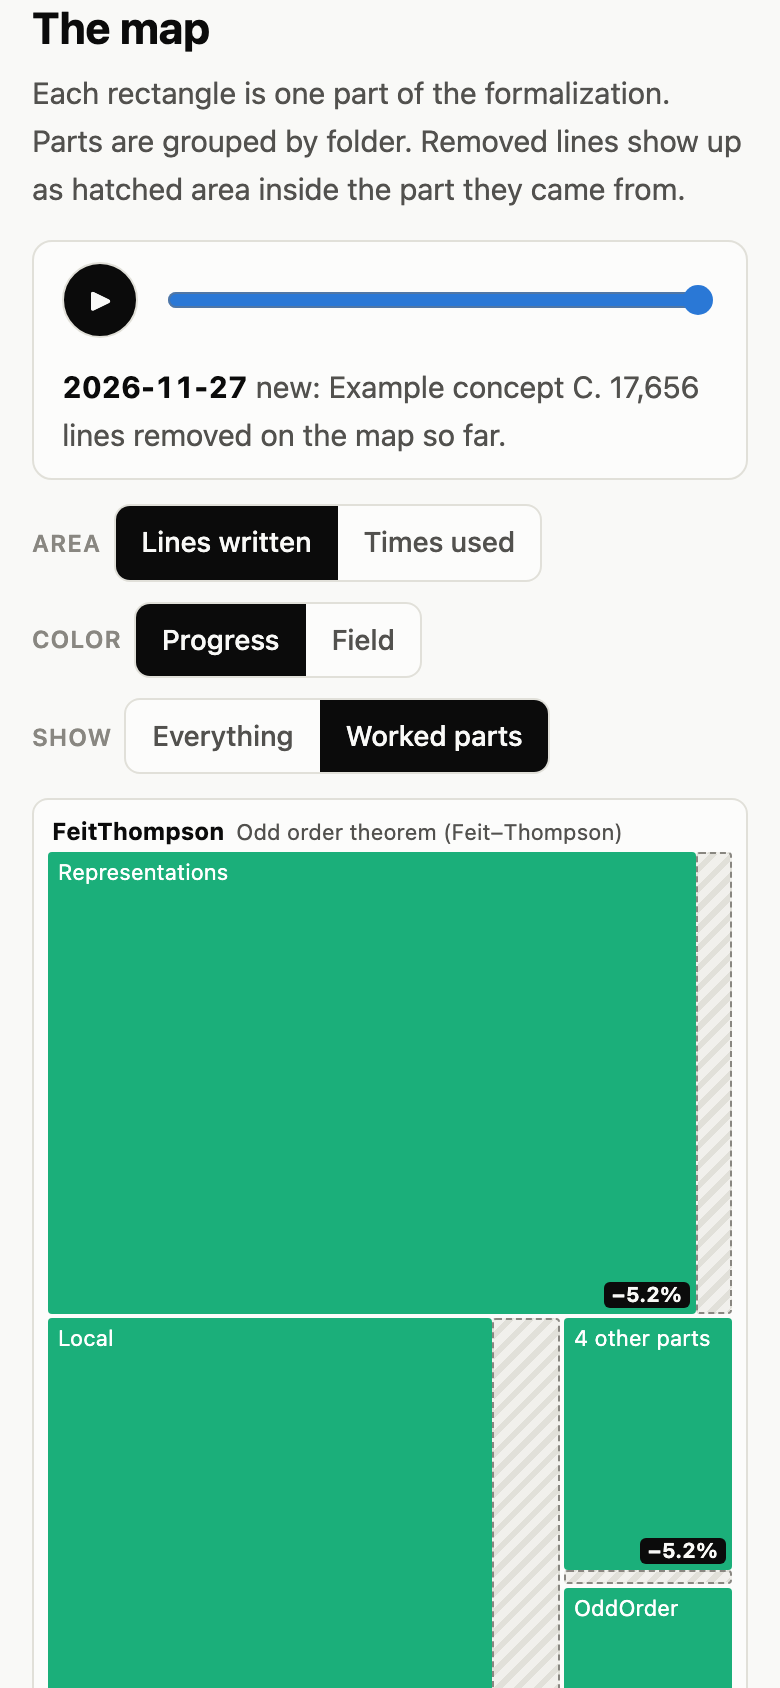 The map
Each rectangle is one part of the formalization.
Parts are grouped by folder. Removed lines show up
as hatched area inside the part they came from.
2026-11-27 new: Example concept C. 17,656
lines removed on the map so far.
AREA Lines written Times used
COLOR Progress Field
SHOW Everything Worked parts
FeitThompson Odd order theorem (Feit–Thompson)
Representations
−5.2%
Local
4 other parts
−5.2%
OddOrder